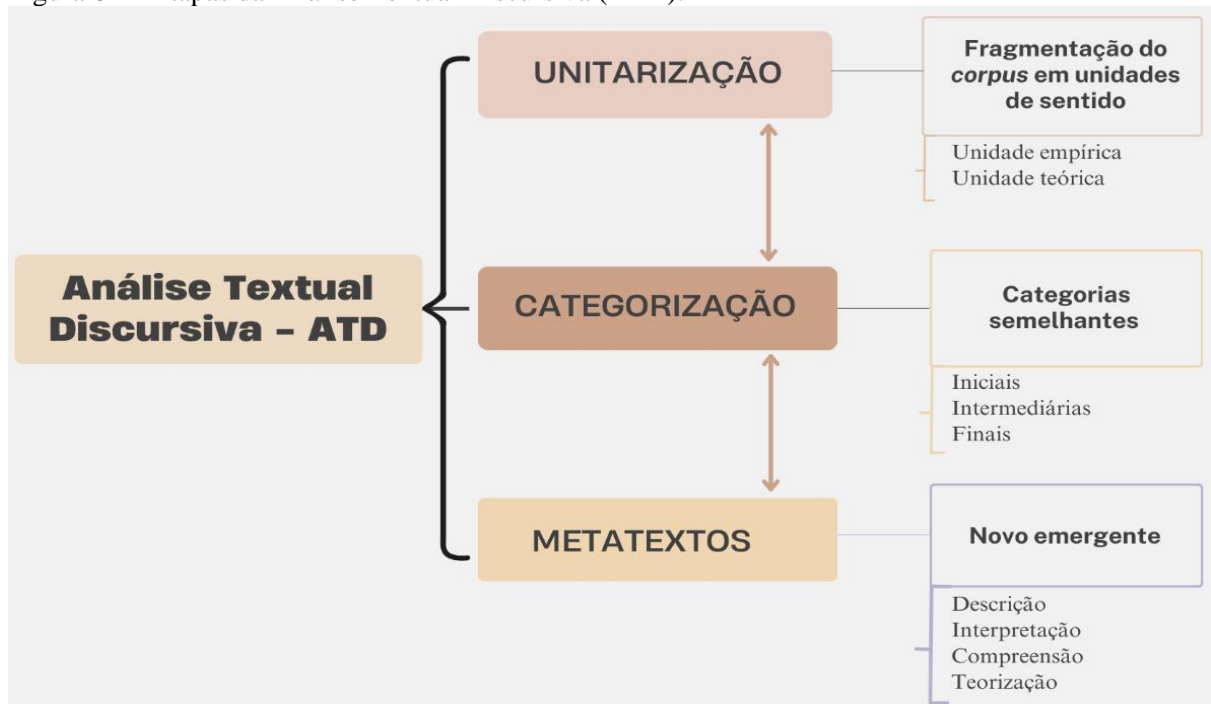 UNITARIZAÇÃO
Fragmentação do
corpus em unidades
de sentido
Unidade empírica
Unidade teórica
Análise Textual
Discursiva – ATD
CATEGORIZAÇÃO
Categorias
semelhantes
Iniciais
Intermediárias
Finais
METATEXTOS
Novo emergente
Descrição
Interpretação
Compreensão
Teorização